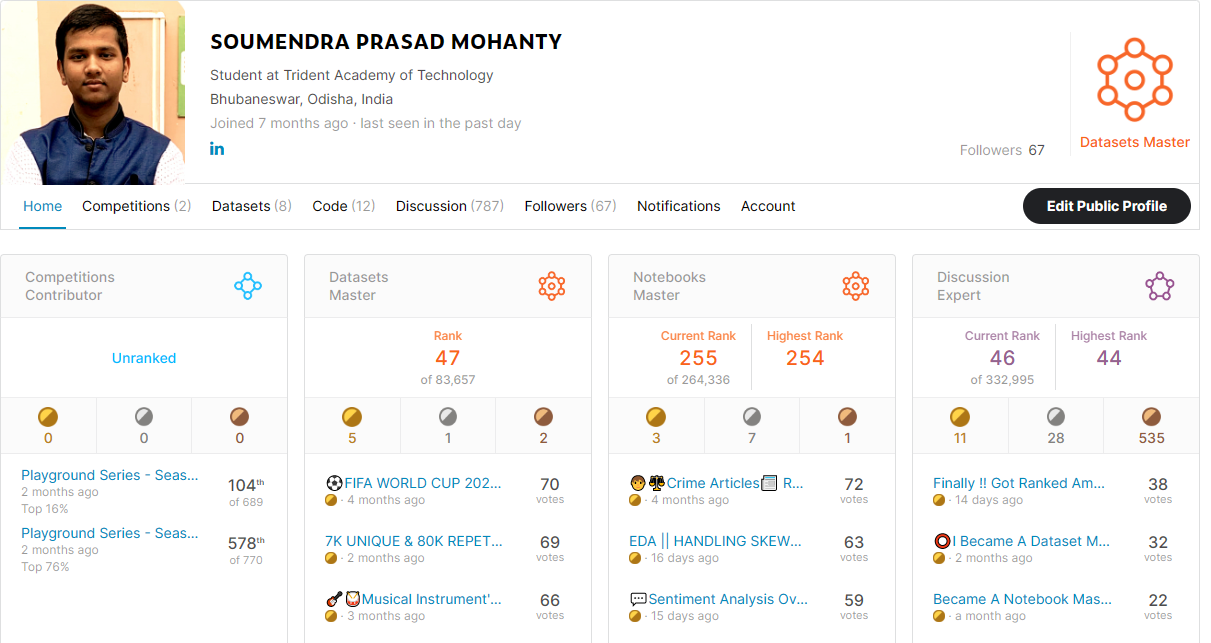 SOUMENDRA PRASAD MOHANTY
Student at Trident Academy of Technology
Bhubaneswar, Odisha, India
Joined 7 months ago · last seen in the past day
in
Followers 67
Datasets Master
Home Competitions (2) Datasets (8) Code (12) Discussion (787) Followers (67) Notifications Account Edit Public Profile
Competitions
Contributor
Unranked
0 0 0
Playground Series - Seas... 104th
2 months ago of 689
Top 16%
Playground Series - Seas... 578th
2 months ago of 770
Top 76%
Datasets
Master
Rank
47
of 83,657
5 1 2
⚽FIFA WORLD CUP 202... 70
· 4 months ago votes
7K UNIQUE & 80K REPET... 69
· 2 months ago votes
🎸🥁Musical Instrument'... 66
· 3 months ago votes
Notebooks
Master
Current Rank Highest Rank
255 254
of 264,336
3 7 1
Crime Articles R... 72
· 4 months ago votes
EDA || HANDLING SKEW... 63
· 16 days ago votes
💬Sentiment Analysis Ov... 59
· 15 days ago votes
Discussion
Expert
Current Rank Highest Rank
46 44
of 332,995
11 28 535
Finally !! Got Ranked Am... 38
· 14 days ago votes
⭕I Became A Dataset M... 32
· 2 months ago votes
Became A Notebook Mas... 22
· a month ago votes